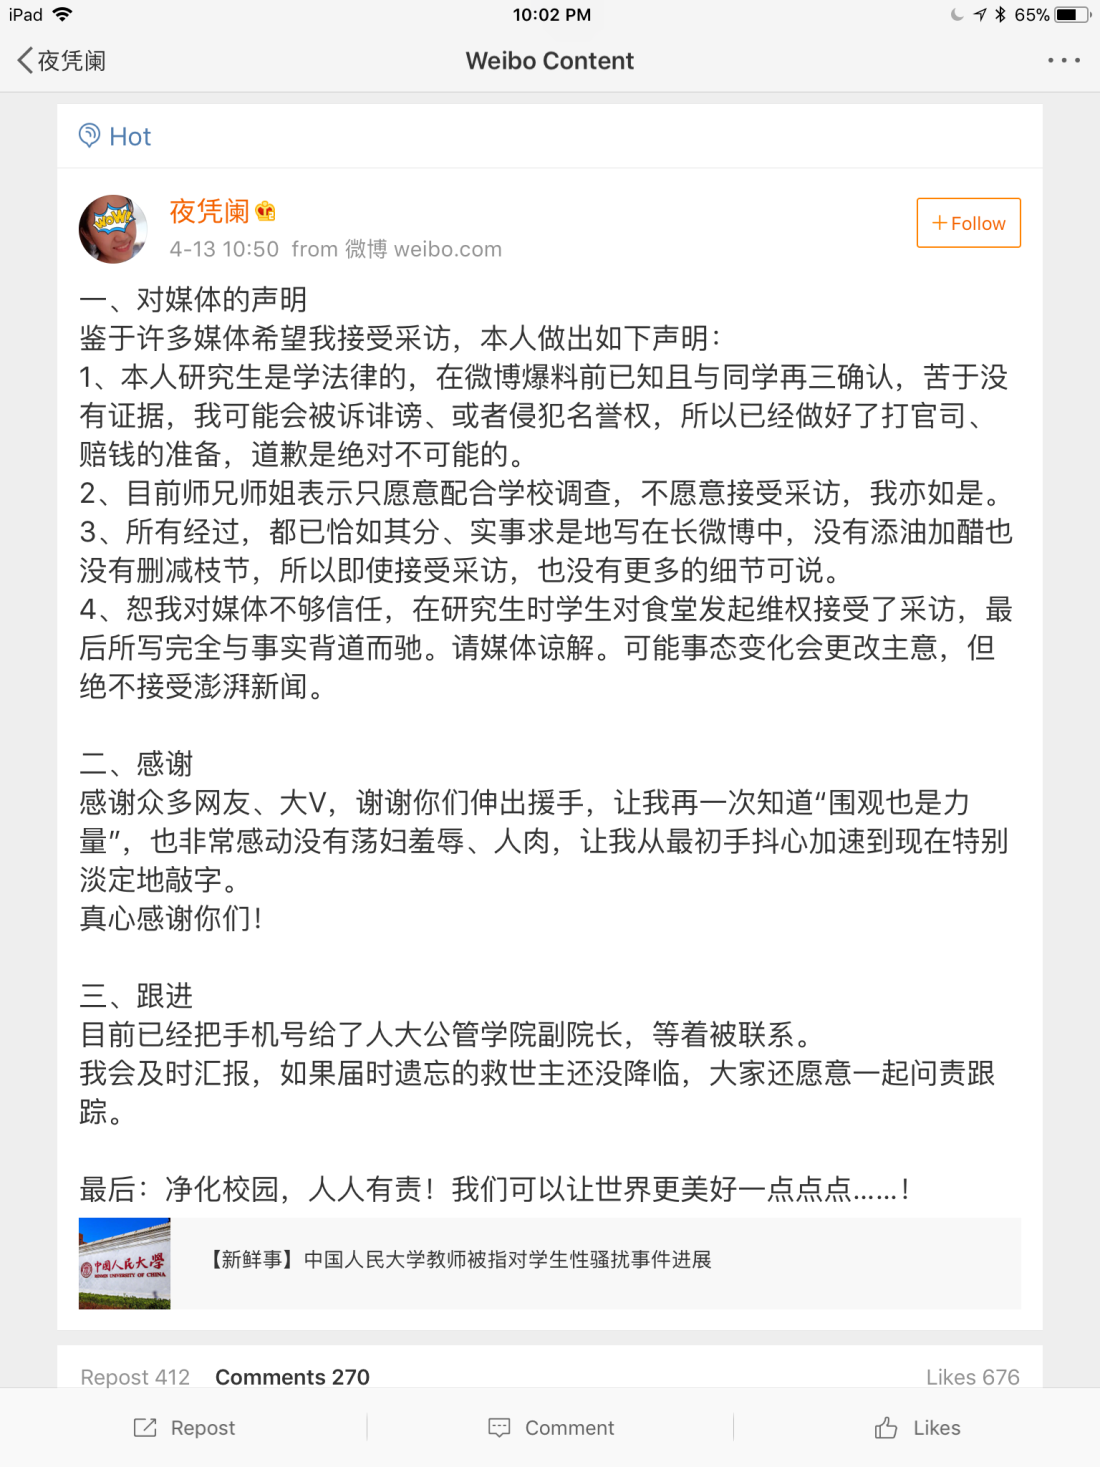 iPad 10:02 PM 65%
夜凭阑 Weibo Content
Hot
夜凭阑
4-13 10:50 from 微博 weibo.com
+Follow
一、对媒体的声明
鉴于许多媒体希望我接受采访，本人做出如下声明：
1、本人研究生是学法律的，在微博爆料前已知且与同学再三确认，苦于没
有证据，我可能会被诉诽谤、或者侵犯名誉权，所以已经做好了打官司、
赔钱的准备，道歉是绝对不可能的。
2、目前师兄师姐表示只愿意配合学校调查，不愿意接受采访，我亦如是。
3、所有经过，都已恰如其分、实事求是地写在长微博中，没有添油加醋也
没有删减枝节，所以即使接受采访，也没有更多的细节可说。
4、恕我对媒体不够信任，在研究生时学生对食堂发起维权接受了采访，最
后所写完全与事实背道而驰。请媒体谅解。可能事态变化会更改主意，但
绝不接受澎湃新闻。
二、感谢
感谢众多网友、大V，谢谢你们伸出援手，让我再一次知道“围观也是力
量”，也非常感动没有荡妇羞辱、人肉，让我从最初手抖心加速到现在特别
淡定地敲字。
真心感谢你们！
三、跟进
目前已经把手机号给了人大公管学院副院长，等着被联系。
我会及时汇报，如果届时遗忘的救世主还没降临，大家还愿意一起问责跟
踪。
最后：净化校园，人人有责！我们可以让世界更美好一点点点......！
中国人民大学
RENMIN UNIVERSITY OF CHINA
【新鲜事】中国人民大学教师被指对学生性骚扰事件进展
Repost 412 Comments 270 Likes 676
Repost Comment Likes